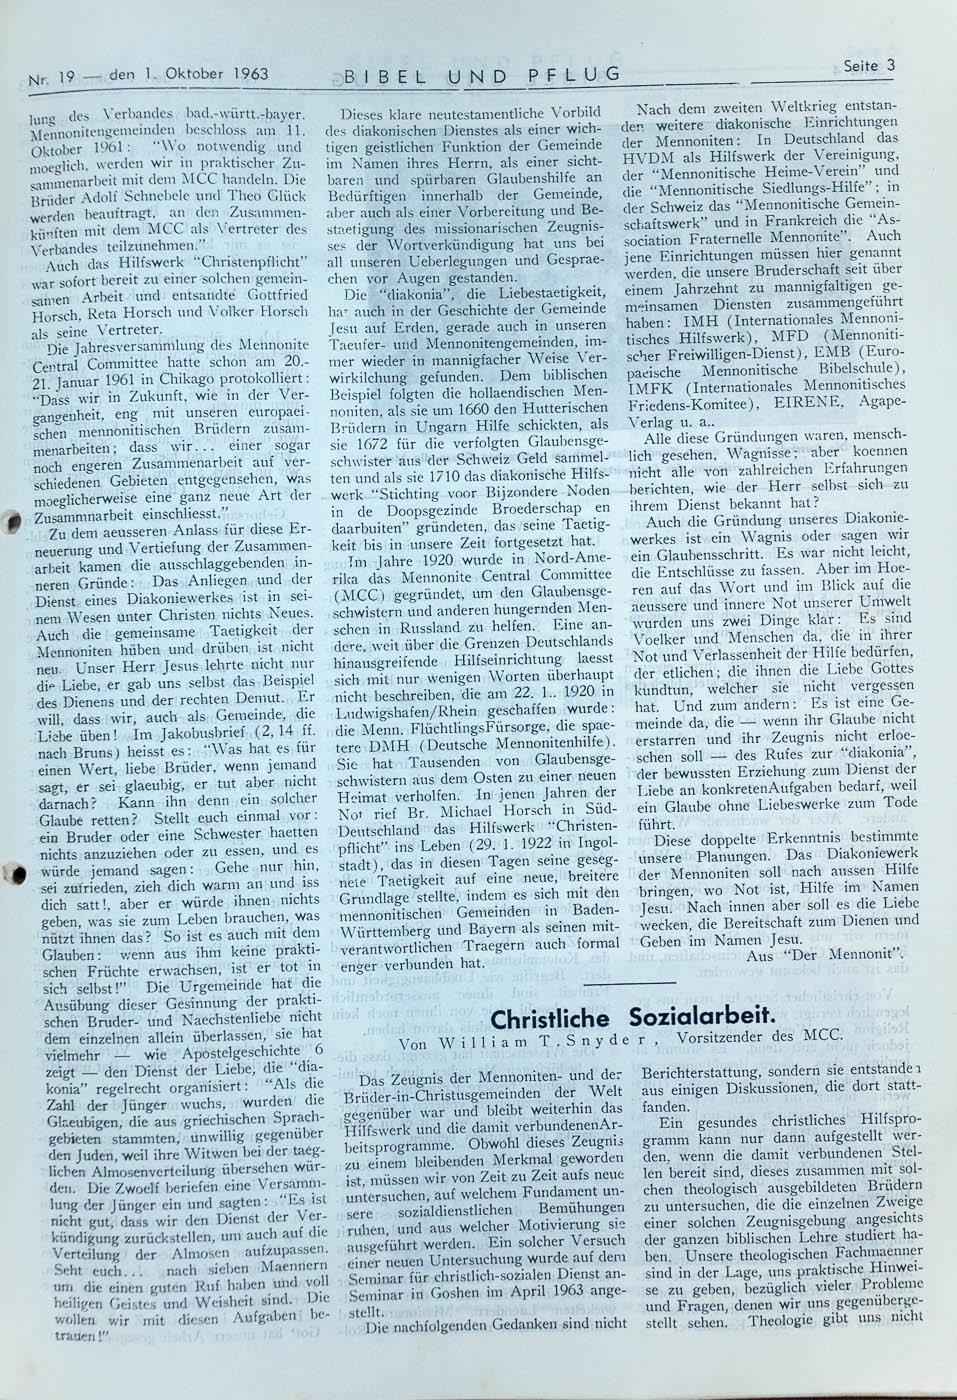 Nr. 19 — den 1. Oktober 1963
BIBEL UND PFLUG
Seite 3
lung des Verbandes bad.-württ.-bayer.
Mennonitengemeinden beschloss am 11.
Oktober 1961: "Wo notwendig und
moeglich, werden wir in praktischer Zu-
sammenarbeit mit dem MCC handeln. Die
Brüder Adolf Schnebele und Theo Glück
werden beauftragt, an den Zusammen-
künften mit dem MCC als Vertreter des
Verbandes teilzunehmen."
Auch das Hilfswerk "Christenpflicht"
war sofort bereit zu einer solchen gemein-
samen Arbeit und entsandte Gottfried
Horsch, Reta Horsch und Volker Horsch
als seine Vertreter.
Die Jahresversammlung des Mennonite
Central Committee hatte schon am 20.-
21. Januar 1961 in Chikago protokolliert:
"Dass wir in Zukunft, wie in der Ver-
gangenheit, eng mit unseren europaei-
schen mennonitischen Brüdern zusam-
menarbeiten; dass wir... einer sogar
noch engeren Zusammenarbeit auf ver-
schiedenen Gebieten entgegensehen, was
moeglicherweise eine ganz neue Art der
Zusammnarbeit einschliesst."
Zu dem aeusseren Anlass für diese Er-
neuerung und Vertiefung der Zusammen-
arbeit kamen die ausschlaggebenden in-
neren Gründe: Das Anliegen und der
Dienst eines Diakoniewerkes ist in sei-
nem Wesen unter Christen nichts Neues.
Auch die gemeinsame Taetigkeit der
Mennoniten hüben und drüben ist nicht
neu. Unser Herr Jesus lehrte nicht nur
die Liebe, er gab uns selbst das Beispiel
des Dienens und der rechten Demut. Er
will, dass wir, auch als Gemeinde, die
Liebe üben! Im Jakobusbrief (2, 14 ff.
nach Bruns) heisst es: "Was hat es für
einen Wert, liebe Brüder, wenn jemand
sagt, er sei glaeubig, er tut aber nicht
darnach? Kann ihn denn ein solcher
Glaube retten? Stellt euch einmal vor:
ein Bruder oder eine Schwester haetten
nichts anzuziehen oder zu essen, und es
würde jemand sagen: Gehe nur hin,
sei zufrieden, zieh dich warm an und iss
dich satt!, aber er würde ihnen nichts
geben, was sie zum Leben brauchen, was
nützt ihnen das? So ist es auch mit dem
Glauben: wenn aus ihm keine prakti-
schen Früchte erwachsen, ist er tot in
sich selbst!" Die Urgemeinde hat die
Ausübung dieser Gesinnung der prakti-
schen Bruder- und Naechstenliebe nicht
dem einzelnen allein überlassen, sie hat
vielmehr — wie Apostelgeschichte 6
zeigt — den Dienst der Liebe, die "dia-
konia" regelrecht organisiert: "Als die
Zahl der Jünger wuchs, wurden die
Glaeubigen, die aus griechischen Sprach-
gebieten stammten, unwillig gegenüber
den Juden, weil ihre Witwen bei der taeg-
lichen Almosenverteilung übersehen wür-
den. Die Zwoelf beriefen eine Versamm-
lung der Jünger ein und sagten: "Es ist
nicht gut, dass wir den Dienst der Ver-
kündigung zurückstellen, um auch auf die
Verteilung der Almosen aufzupassen.
Seht euch... nach sieben Maennern
um die einen guten Ruf haben und voll
heiligen Geistes und Weisheit sind. Die
wollen wir mit diesen Aufgaben be-
trauen!"
Dieses klare neutestamentliche Vorbild
des diakonischen Dienstes als einer wich-
tigen geistlichen Funktion der Gemeinde
im Namen ihres Herrn, als einer sicht-
baren und spürbaren Glaubenshilfe an
Bedürftigen innerhalb der Gemeinde,
aber auch als einer Vorbereitung und Be-
staetigung des missionarischen Zeugnis-
ses der Wortverkündigung hat uns bei
all unseren Ueberlegungen und Gesprae-
chen vor Augen gestanden.
Die "diakonia", die Liebestaetigkeit,
hat auch in der Geschichte der Gemeinde
Jesu auf Erden, gerade auch in unseren
Taeufer- und Mennonitengemeinden, im-
mer wieder in mannigfacher Weise Ver-
wirkilchung gefunden. Dem biblischen
Beispiel folgten die hollaendischen Men-
noniten, als sie um 1660 den Hutterischen
Brüdern in Ungarn Hilfe schickten, als
sie 1672 für die verfolgten Glaubensge-
schwister aus der Schweiz Geld sammel-
ten und als sie 1710 das diakonische Hilfs-
werk "Stichting voor Bijzondere Noden
in de Doopsgezinde Broederschap en
daarbuiten" gründeten, das seine Taetig-
keit bis in unsere Zeit fortgesetzt hat.
Im Jahre 1920 wurde in Nord-Ame-
rika das Mennonite Central Committee
(MCC) gegründet, um den Glaubensge-
schwistern und anderen hungernden Men-
schen in Russland zu helfen. Eine an-
dere, weit über die Grenzen Deutschlands
hinausgreifende Hilfseinrichtung laesst
sich mit nur wenigen Worten überhaupt
nicht beschreiben, die am 22. 1.. 1920 in
Ludwigshafen/Rhein geschaffen wurde:
die Menn. FlüchtlingsFürsorge, die spae-
tere DMH (Deutsche Mennonitenhilfe).
Sie hat Tausenden von Glaubensge-
schwistern aus dem Osten zu einer neuen
Heimat verholfen. In jenen Jahren der
Not rief Br. Michael Horsch in Süd-
Deutschland das Hilfswerk "Christen-
pflicht" ins Leben (29. 1. 1922 in Ingol-
stadt), das in diesen Tagen seine geseg-
nete Taetigkeit auf eine neue, breitere
Grundlage stellte, indem es sich mit den
mennonitischen Gemeinden in Baden-
Württemberg und Bayern als seinen mit-
verantwortlichen Traegern auch formal
enger verbunden hat.
Nach dem zweiten Weltkrieg entstan-
den weitere diakonische Einrichtungen
der Mennoniten: In Deutschland das
HVDM als Hilfswerk der Vereinigung,
der "Mennonitische Heime-Verein" und
die "Mennonitische Siedlungs-Hilfe"; in
der Schweiz das "Mennonitische Gemein-
schaftswerk" und in Frankreich die "As-
sociation Fraternelle Mennonite". Auch
jene Einrichtungen müssen hier genannt
werden, die unsere Bruderschaft seit über
einem Jahrzehnt zu mannigfaltigen ge-
meinsamen Diensten zusammengeführt
haben: IMH (Internationales Mennoni-
tisches Hilfswerk), MFD (Mennoniti-
scher Freiwilligen-Dienst), EMB (Euro-
paeische Mennonitische Bibelschule),
IMFK (Internationales Mennonitisches
Friedens-Komitee), EIRENE, Agape-
Verlag u. a..
Alle diese Gründungen waren, mensch-
lich gesehen, Wagnisse; aber koennen
nicht alle von zahlreichen Erfahrungen
berichten, wie der Herr selbst sich zu
ihrem Dienst bekannt hat?
Auch die Gründung unseres Diakonie-
werkes ist ein Wagnis oder sagen wir
ein Glaubensschritt. Es war nicht leicht,
die Entschlüsse zu fassen. Aber im Hoe-
ren auf das Wort und im Blick auf die
aeussere und innere Not unserer Umwelt
wurden uns zwei Dinge klar: Es sind
Voelker und Menschen da, die in ihrer
Not und Verlassenheit der Hilfe bedürfen,
der etlichen; die ihnen die Liebe Gottes
kundtun, welcher sie nicht vergessen
hat. Und zum andern: Es ist eine Ge-
meinde da, die — wenn ihr Glaube nicht
erstarren und ihr Zeugnis nicht erloe-
schen soll — des Rufes zur "diakonia",
der bewussten Erziehung zum Dienst der
Liebe an konkretenAufgaben bedarf, weil
ein Glaube ohne Liebeswerke zum Tode
führt.
Diese doppelte Erkenntnis bestimmte
unsere Planungen. Das Diakoniewerk
der Mennoniten soll nach aussen Hilfe
bringen, wo Not ist, Hilfe im Namen
Jesu. Nach innen aber soll es die Liebe
wecken, die Bereitschaft zum Dienen und
Geben im Namen Jesu.
Aus "Der Mennonit".
Christliche Sozialarbeit.
Von William T. Snyder, Vorsitzender des MCC.
Das Zeugnis der Mennoniten- und der
Brüder-in-Christusgemeinden der Welt
gegenüber war und bleibt weiterhin das
Hilfswerk und die damit verbundenenAr-
beitsprogramme. Obwohl dieses Zeugnis
zu einem bleibenden Merkmal geworden
ist, müssen wir von Zeit zu Zeit aufs neue
untersuchen, auf welchem Fundament un-
sere sozialdienstlichen Bemühungen
ruhen, und aus welcher Motivierung sie
ausgeführt werden. Ein solcher Versuch
einer neuen Untersuchung wurde auf dem
Seminar für christlich-sozialen Dienst an-
Seminar in Goshen im April 1963 ange-
stellt.
Die nachfolgenden Gedanken sind nicht
Berichterstattung, sondern sie entstanden
aus einigen Diskussionen, die dort statt-
fanden.
Ein gesundes christliches Hilfspro-
gramm kann nur dann aufgestellt wer-
den, wenn die damit verbundenen Stel-
len bereit sind, dieses zusammen mit sol-
chen theologisch ausgebildeten Brüdern
zu untersuchen, die die einzelnen Zweige
einer solchen Zeugnisgebung angesichts
der ganzen biblischen Lehre studiert ha-
ben. Unsere theologischen Fachmaenner
sind in der Lage, uns praktische Hinwei-
se zu geben, bezüglich vieler Probleme
und Fragen, denen wir uns gegenüberge-
stellt sehen. Theologie gibt uns nicht